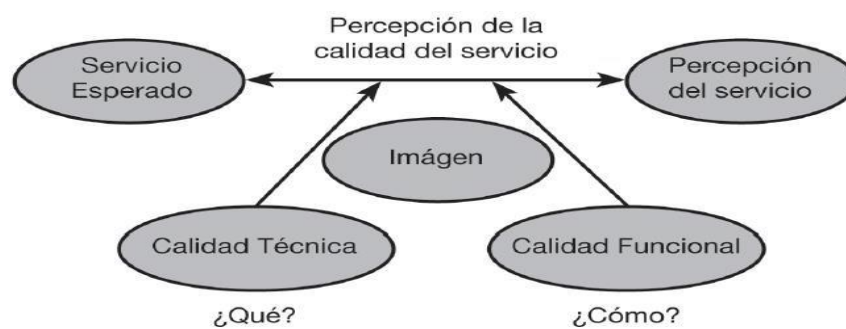 Percepción de la
calidad del servicio
Servicio
Esperado
Percepción
del servicio
Imágen
Calidad Técnica
Calidad Funcional
¿Qué?
¿Cómo?